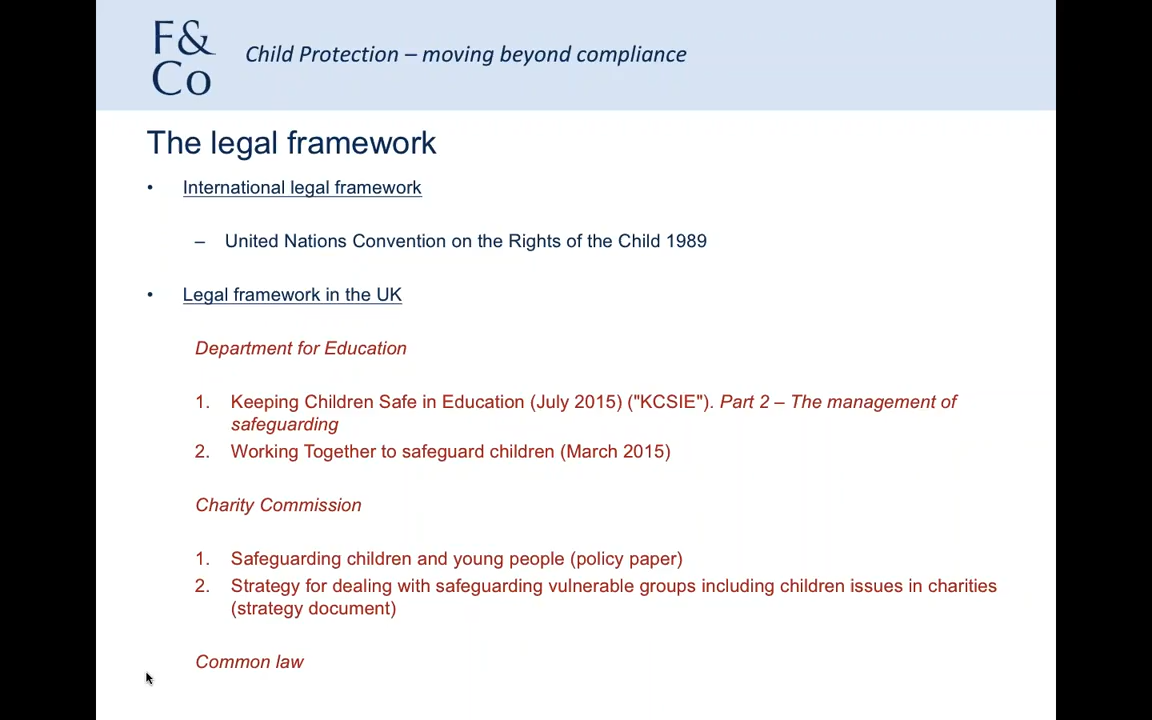 F&
Co
Child Protection – moving beyond compliance
The legal framework
• International legal framework
– United Nations Convention on the Rights of the Child 1989
• Legal framework in the UK
Department for Education
1. Keeping Children Safe in Education (July 2015) ("KCSIE"). Part 2 – The management of
safeguarding
2. Working Together to safeguard children (March 2015)
Charity Commission
1. Safeguarding children and young people (policy paper)
2. Strategy for dealing with safeguarding vulnerable groups including children issues in charities
(strategy document)
Common law